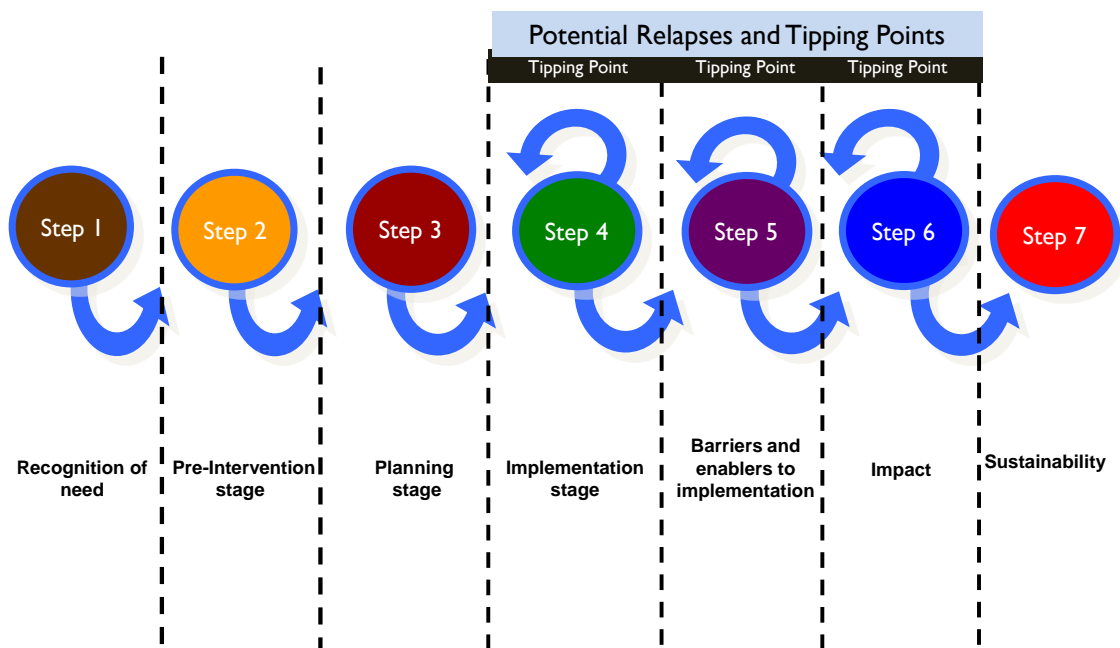 Potential Relapses and Tipping Points
Tipping Point
Tipping Point
Tipping Point
Step 1
Step 2
Step 3
Step 4
Step 5
Step 6
Step 7
Recognition of
need
Pre-Intervention
stage
Planning
stage
Implementation
stage
Barriers and
enablers to
implementation
Impact
Sustainability